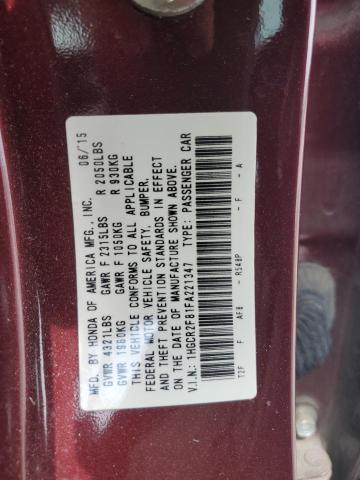 MFD. BY HONDA OF AMERICA MFG., INC. 06/15
GVWR 4321LBS GAWR F 2315LBS R 2050LBS
GVWR 1960KG GAWR F 1050KG R 930KG
THIS VEHICLE CONFORMS TO ALL APPLICABLE
FEDERAL MOTOR VEHICLE SAFETY, BUMPER,
AND THEFT PREVENTION STANDARDS IN EFFECT
ON THE DATE OF MANUFACTURE SHOWN ABOVE.
V.I.N.: 1HGCR2F81FA221347 TYPE: PASSENGER CAR
T2F F AF8 - R548P - F - A